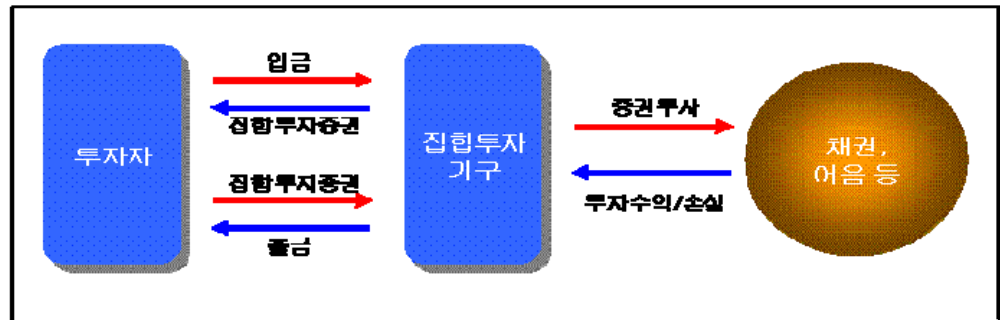 투자자
입금
집합투자증권
집합투자증권
출금
집합투자
기구
증권투사
투자수익/손실
채권,
어음 등